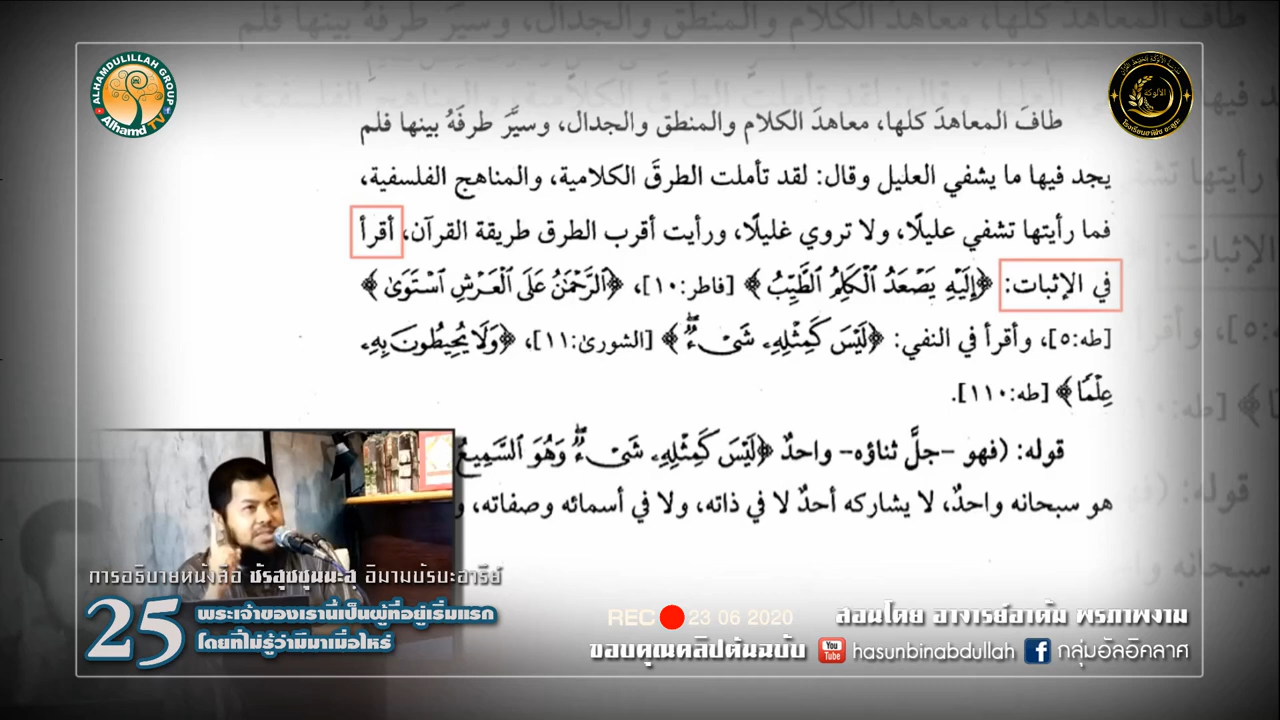 ALHAMDULILLAH GROUP
Alhamd TV
الألوكة
طافَ المعاهدَ كلها، معاهدَ الكلام والمنطق والجدال، وسيَّرَ طرفَهُ بينها فلم
يجد فيها ما يشفي العليل وقال: لقد تأملت الطرقَ الكلامية، والمناهج الفلسفية،
فما رأيتها تشفي عليلًا، ولا تروي غليلًا، ورأيت أقرب الطرق طريقة القرآن، أقرأ
في الإثبات: ﴿إِلَيْهِ يَصْعَدُ ٱلْكَلِمُ ٱلطَّيِّبُ﴾ [فاطر:١٠]، ﴿ٱلرَّحْمَٰنُ عَلَى ٱلْعَرْشِ ٱسْتَوَىٰ﴾
[طه:٥]، وأقرأ في النفي: ﴿لَيْسَ كَمِثْلِهِۦ شَىْءٌۖ﴾ [الشورىٰ:١١]، ﴿وَلَا يُحِيطُونَ بِهِۦ
عِلْمًا﴾ [طه:١١٠].
قوله: (فهو -جلَّ ثناؤه- واحدٌ ﴿لَيْسَ كَمِثْلِهِۦ شَىْءٌۖ وَهُوَ ٱلسَّمِيعُ
هو سبحانه واحدٌ، لا يشاركه أحدٌ لا في ذاته، ولا في أسمائه وصفاته، و
การอธิบายหนังสือ ชัรฮุซซุนนะฮฺ อิมามบัรบะฮารีย์
25 พระเจ้าของเรานี่เป็นผู้ที่อยู่เริ่มแรก
โดยที่ไม่รู้ว่ามีมาเมื่อไหร่
REC 23 06 2020
สอนโดย อาจารย์อาดัม พรภาพงาม
ขอบคุณคลิปต้นฉบับ You Tube hasunbinabdullah f กลุ่มอัลอิคลาศ